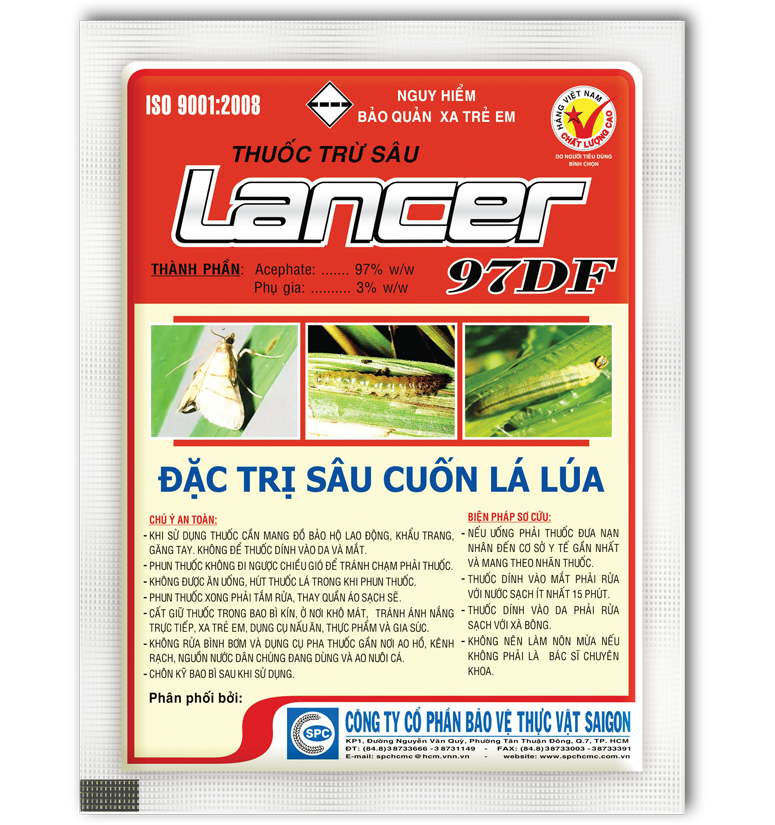 ISO 9001:2008
NGUY HIỂM
BẢO QUẢN XA TRẺ EM
HÀNG VIỆT NAM
CHẤT LƯỢNG CAO
DO NGƯỜI TIÊU DÙNG
BÌNH CHỌN
THUỐC TRỪ SÂU
Lancer
97DF
THÀNH PHẦN: Acephate: ....... 97% w/w
Phụ gia: .......... 3% w/w
ĐẶC TRỊ SÂU CUỐN LÁ LÚA
CHÚ Ý AN TOÀN:
- KHI SỬ DỤNG THUỐC CẦN MANG ĐỒ BẢO HỘ LAO ĐỘNG, KHẨU TRANG,
GĂNG TAY. KHÔNG ĐỂ THUỐC DÍNH VÀO DA VÀ MẮT.
- PHUN THUỐC KHÔNG ĐI NGƯỢC CHIỀU GIÓ ĐỂ TRÁNH CHẠM PHẢI THUỐC.
- KHÔNG ĐƯỢC ĂN UỐNG, HÚT THUỐC LÁ TRONG KHI PHUN THUỐC.
- PHUN THUỐC XONG PHẢI TẮM RỬA, THAY QUẦN ÁO SẠCH SẼ.
- CẤT GIỮ THUỐC TRONG BAO BÌ KÍN, Ở NƠI KHÔ MÁT, TRÁNH ÁNH NẮNG
TRỰC TIẾP, XA TRẺ EM, DỤNG CỤ NẤU ĂN, THỰC PHẨM VÀ GIA SÚC.
- KHÔNG RỬA BÌNH BƠM VÀ DỤNG CỤ PHA THUỐC GẦN NƠI AO HỒ, KÊNH
RẠCH, NGUỒN NƯỚC DÂN CHÚNG ĐANG DÙNG VÀ AO NUÔI CÁ.
- CHÔN KỸ BAO BÌ SAU KHI SỬ DỤNG.
BIỆN PHÁP SƠ CỨU:
- NẾU UỐNG PHẢI THUỐC ĐƯA NẠN
NHÂN ĐẾN CƠ SỞ Y TẾ GẦN NHẤT
VÀ MANG THEO NHÃN THUỐC.
- THUỐC DÍNH VÀO MẮT PHẢI RỬA
VỚI NƯỚC SẠCH ÍT NHẤT 15 PHÚT.
- THUỐC DÍNH VÀO DA PHẢI RỬA
SẠCH VỚI XÀ BÔNG.
- KHÔNG NÊN LÀM NÔN MỬA NẾU
KHÔNG PHẢI LÀ BÁC SĨ CHUYÊN
KHOA.
Phân phối bởi:
SPC
CÔNG TY CỔ PHẦN BẢO VỆ THỰC VẬT SAIGON
KP1, Đường Nguyễn Văn Quỳ, Phường Tân Thuận Đông, Q.7, TP. HCM
ĐT: (84.8)38733666 - 38731149 - FAX: (84.8)38733003 - 38733391
E-mail: spchcmc@hcm.vnn.vn - website: www.spchcmc.com.vn